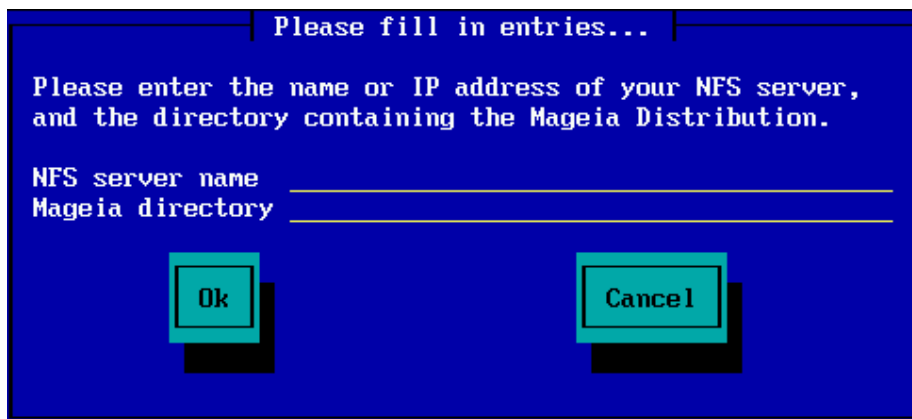 Please fill in entries...
Please enter the name or IP address of your NFS server,
and the directory containing the Mageia Distribution.
NFS server name
Mageia directory
Ok Cancel